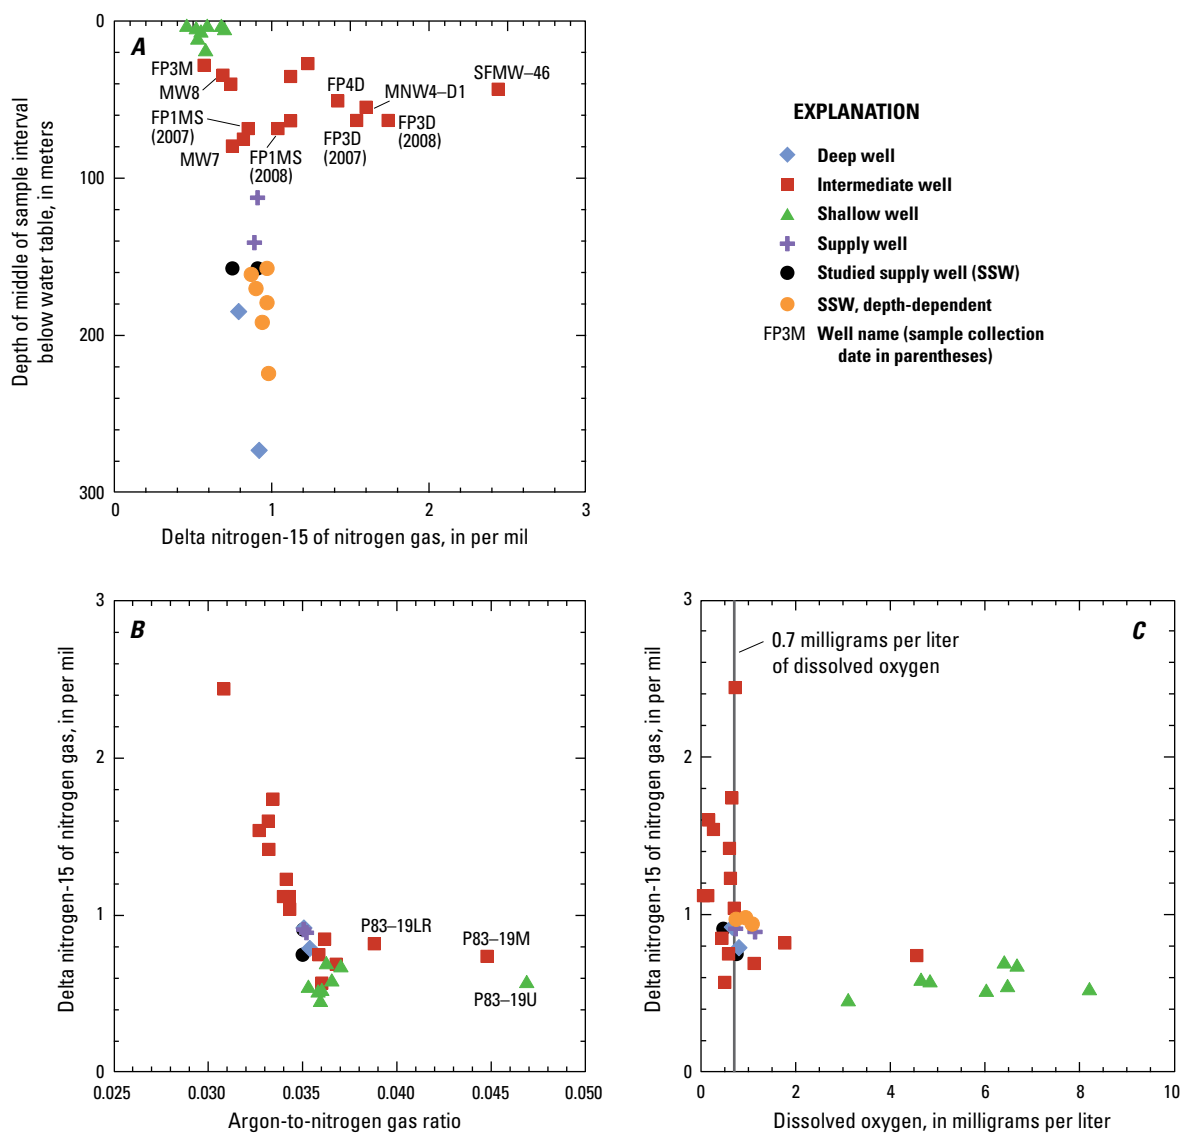 A
0
100
200
300
0
1
2
3
Depth of middle of sample interval
below water table, in meters
Delta nitrogen-15 of nitrogen gas, in per mil
FP3M
MW8
FP1MS
(2007)
MW7
FP1MS
(2008)
FP4D
MNW4–D1
SFMW–46
FP3D
(2007)
FP3D
(2008)
EXPLANATION
Deep well
Intermediate well
Shallow well
Supply well
Studied supply well (SSW)
SSW, depth-dependent
FP3M Well name (sample collection
date in parentheses)
B
3
2
1
0
0.025
0.030
0.035
0.040
0.045
0.050
Delta nitrogen-15 of nitrogen gas, in per mil
Argon-to-nitrogen gas ratio
P83–19LR
P83–19M
P83–19U
C
0.7 milligrams per liter
of dissolved oxygen
3
2
1
0
0
2
4
6
8
10
Delta nitrogen-15 of nitrogen gas, in per mil
Dissolved oxygen, in milligrams per liter